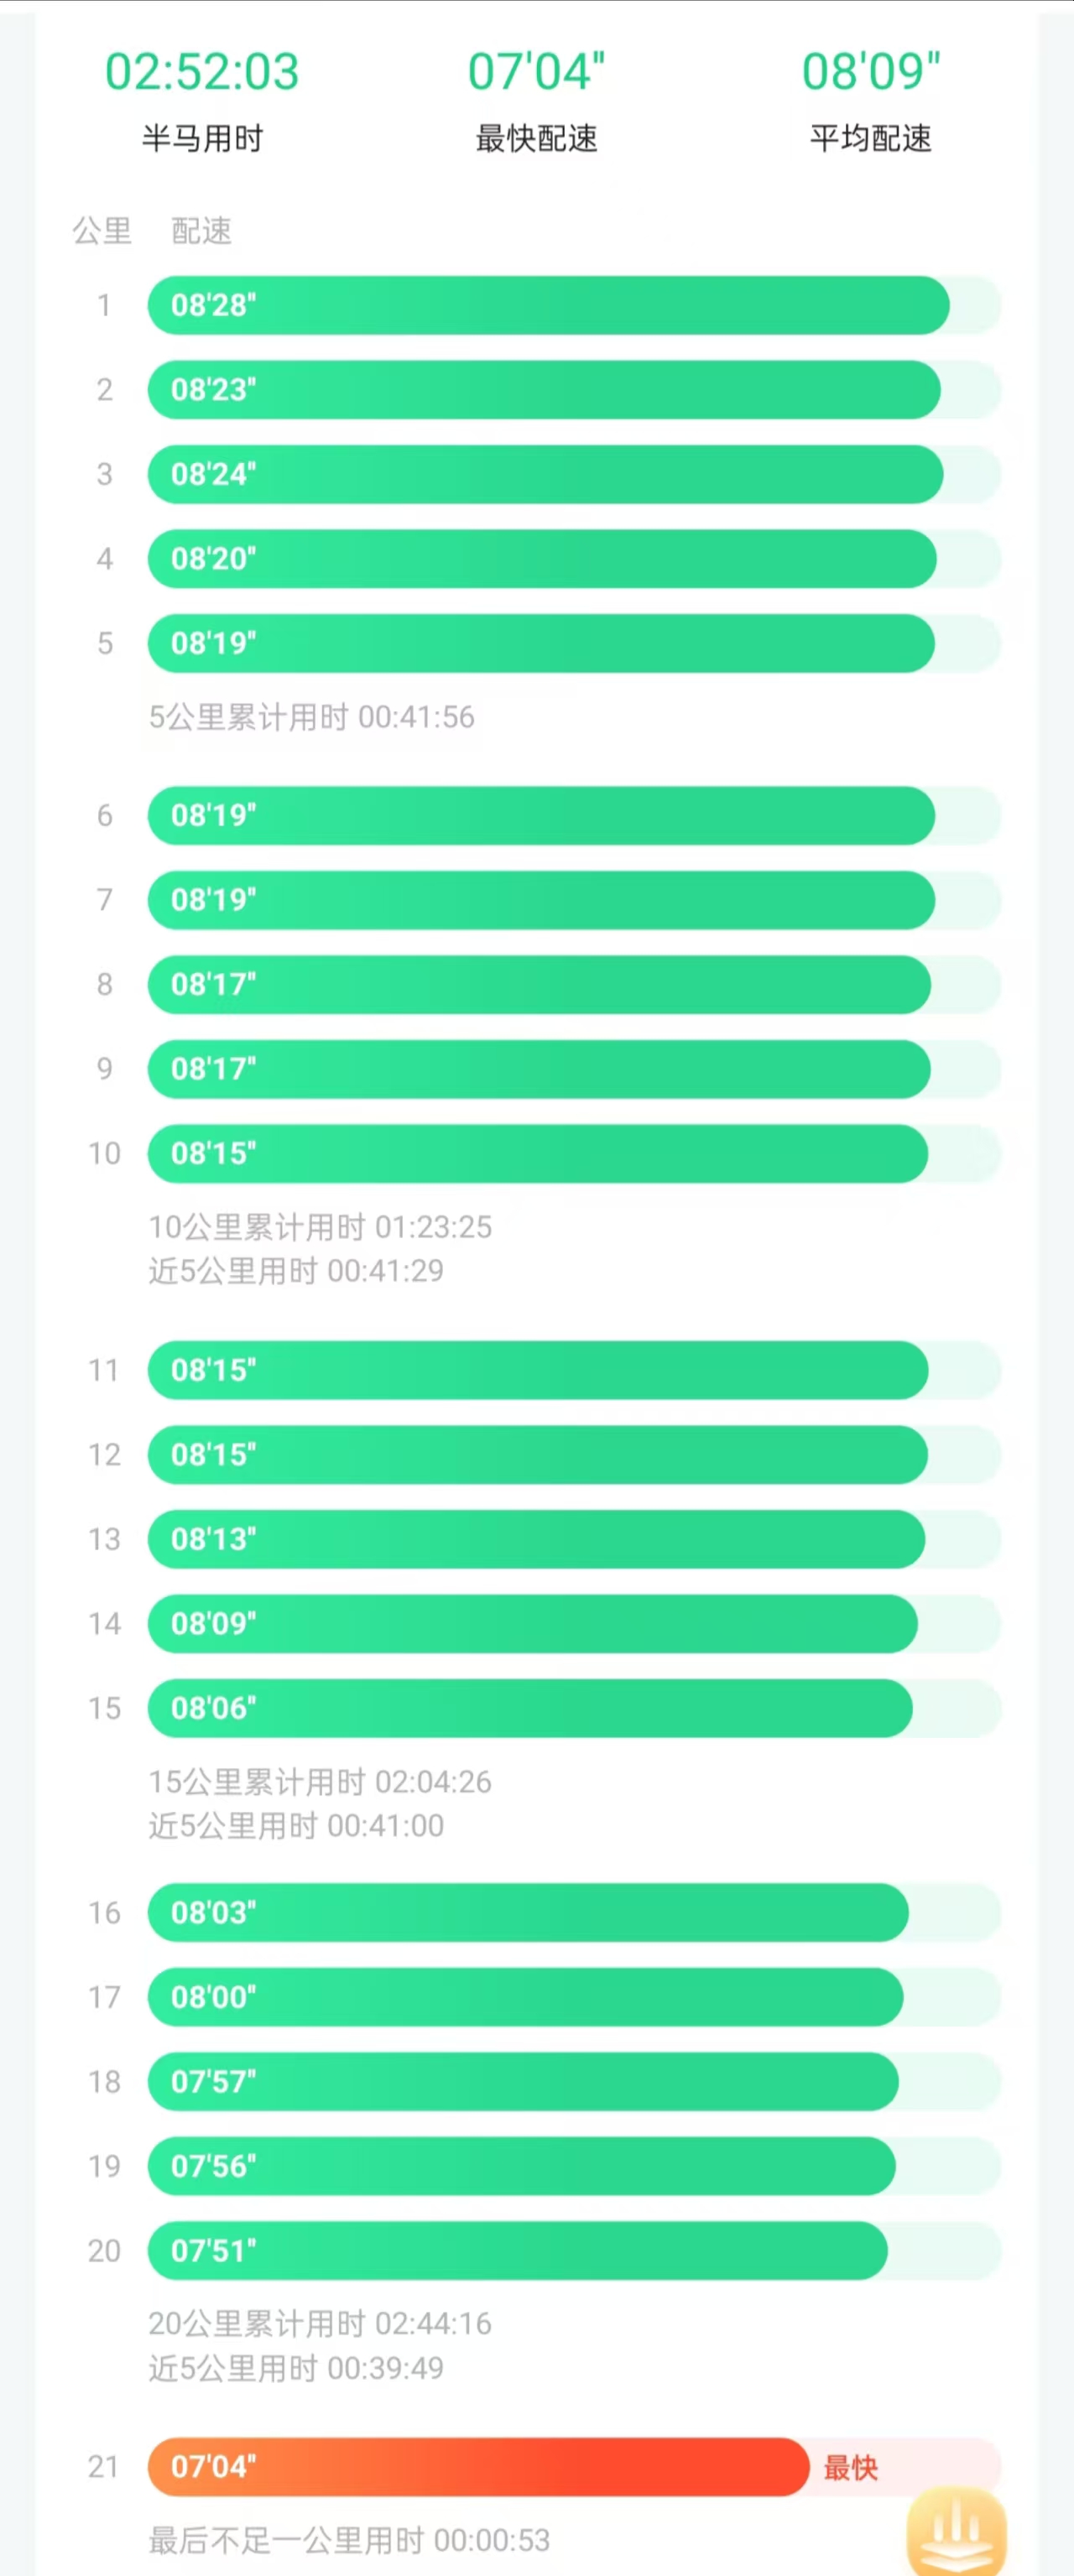 02:52:03 07'04" 08'09"
半马用时 最快配速 平均配速
公里 配速
1 08'28"
2 08'23"
3 08'24"
4 08'20"
5 08'19"
5公里累计用时 00:41:56
6 08'19"
7 08'19"
8 08'17"
9 08'17"
10 08'15"
10公里累计用时 01:23:25
近5公里用时 00:41:29
11 08'15"
12 08'15"
13 08'13"
14 08'09"
15 08'06"
15公里累计用时 02:04:26
近5公里用时 00:41:00
16 08'03"
17 08'00"
18 07'57"
19 07'56"
20 07'51"
20公里累计用时 02:44:16
近5公里用时 00:39:49
21 07'04" 最快
最后不足一公里用时 00:00:53